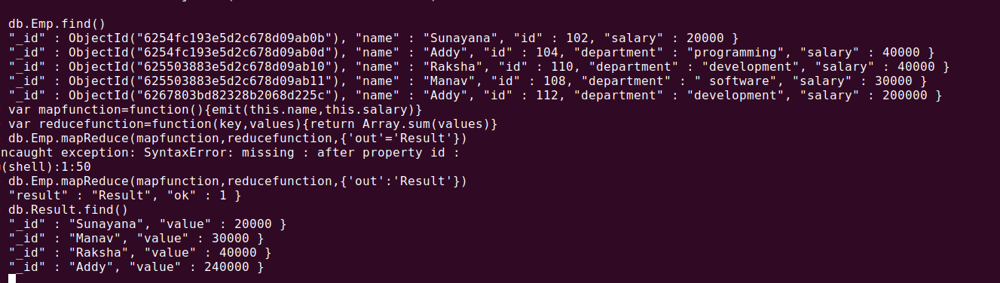 db.Emp.find()
"_id" : ObjectId("6254fc193e5d2c678d09ab0b"), "name" : "Sunayana", "id" : 102, "salary" : 20000 }
"_id" : ObjectId("6254fc193e5d2c678d09ab0d"), "name" : "Addy", "id" : 104, "department" : "programming", "salary" : 40000 }
"_id" : ObjectId("625503883e5d2c678d09ab10"), "name" : "Raksha", "id" : 110, "department" : "development", "salary" : 40000 }
"_id" : ObjectId("625503883e5d2c678d09ab11"), "name" : "Manav", "id" : 108, "department" : " software", "salary" : 30000 }
"_id" : ObjectId("6267803bd82328b2068d225c"), "name" : "Addy", "id" : 112, "department" : "development", "salary" : 200000 }
var mapfunction=function(){emit(this.name,this.salary)}
var reducefunction=function(key,values){return Array.sum(values)}
db.Emp.mapReduce(mapfunction,reducefunction,{'out'='Result'})
ncaught exception: SyntaxError: missing : after property id :
(shell):1:50
db.Emp.mapReduce(mapfunction,reducefunction,{'out':'Result'})
"result" : "Result", "ok" : 1 }
db.Result.find()
"_id" : "Sunayana", "value" : 20000 }
"_id" : "Manav", "value" : 30000 }
"_id" : "Raksha", "value" : 40000 }
"_id" : "Addy", "value" : 240000 }